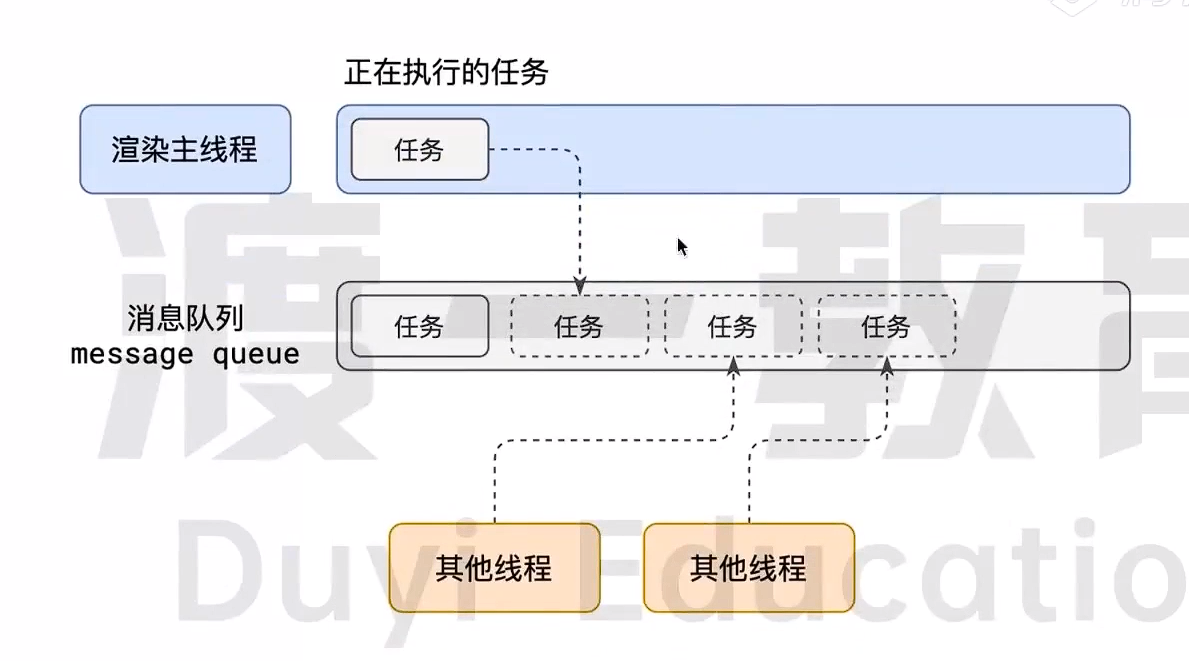 正在执行的任务
渲染主线程
任务
消息队列
message queue
任务
任务
任务
任务
其他线程
其他线程
渡一教育
Duyi Educatio